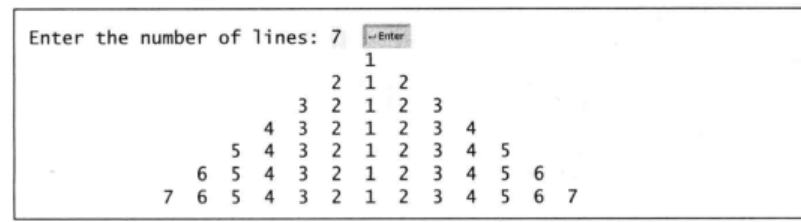 Enter the number of lines: 7 ↵Enter
1
2 1 2
3 2 1 2 3
4 3 2 1 2 3 4
5 4 3 2 1 2 3 4 5
6 5 4 3 2 1 2 3 4 5 6
7 6 5 4 3 2 1 2 3 4 5 6 7